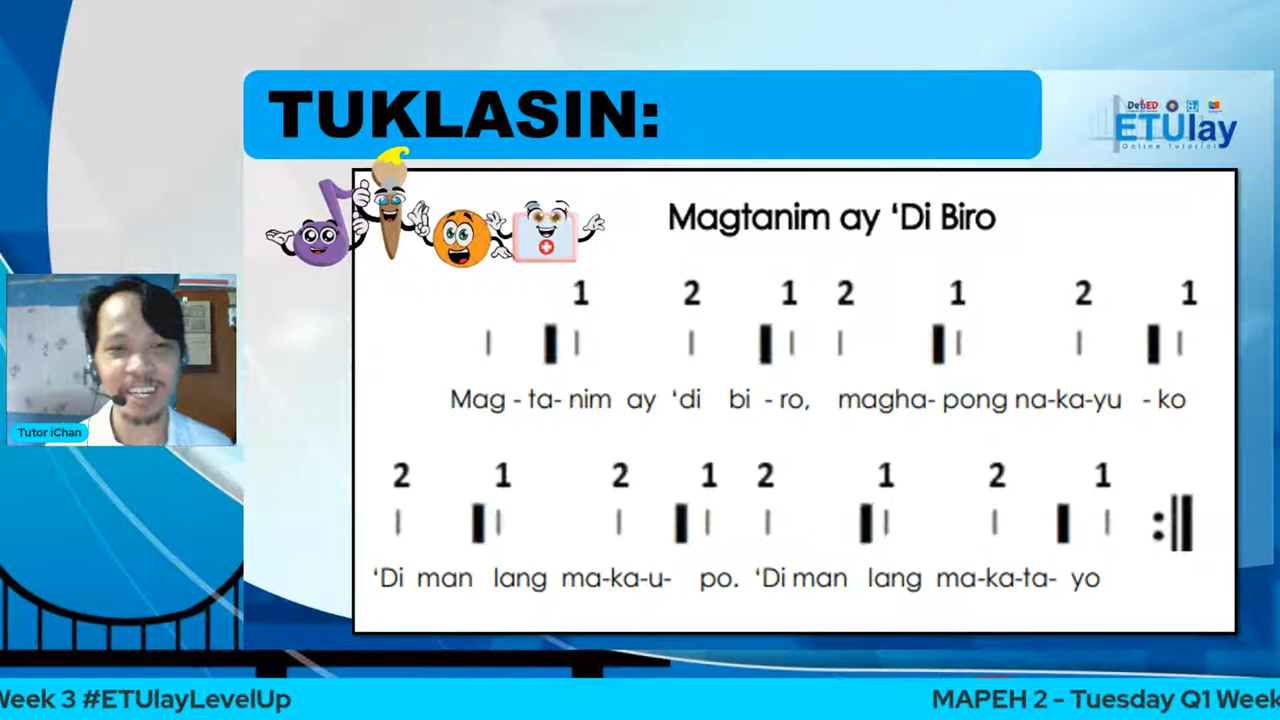 TUKLASIN:
DepED
ETUlay
Online Tutorial
Magtanim ay ‘Di Biro
1 2 1 2 1 2 1
Mag - ta- nim ay ‘di bi - ro, magha- pong na-ka-yu - ko
2 1 2 1 2 1 2 1
‘Di man lang ma-ka-u- po. ‘Di man lang ma-ka-ta- yo
Tutor iChan
Week 3 #ETUlayLevelUp
MAPEH 2 - Tuesday Q1 Week